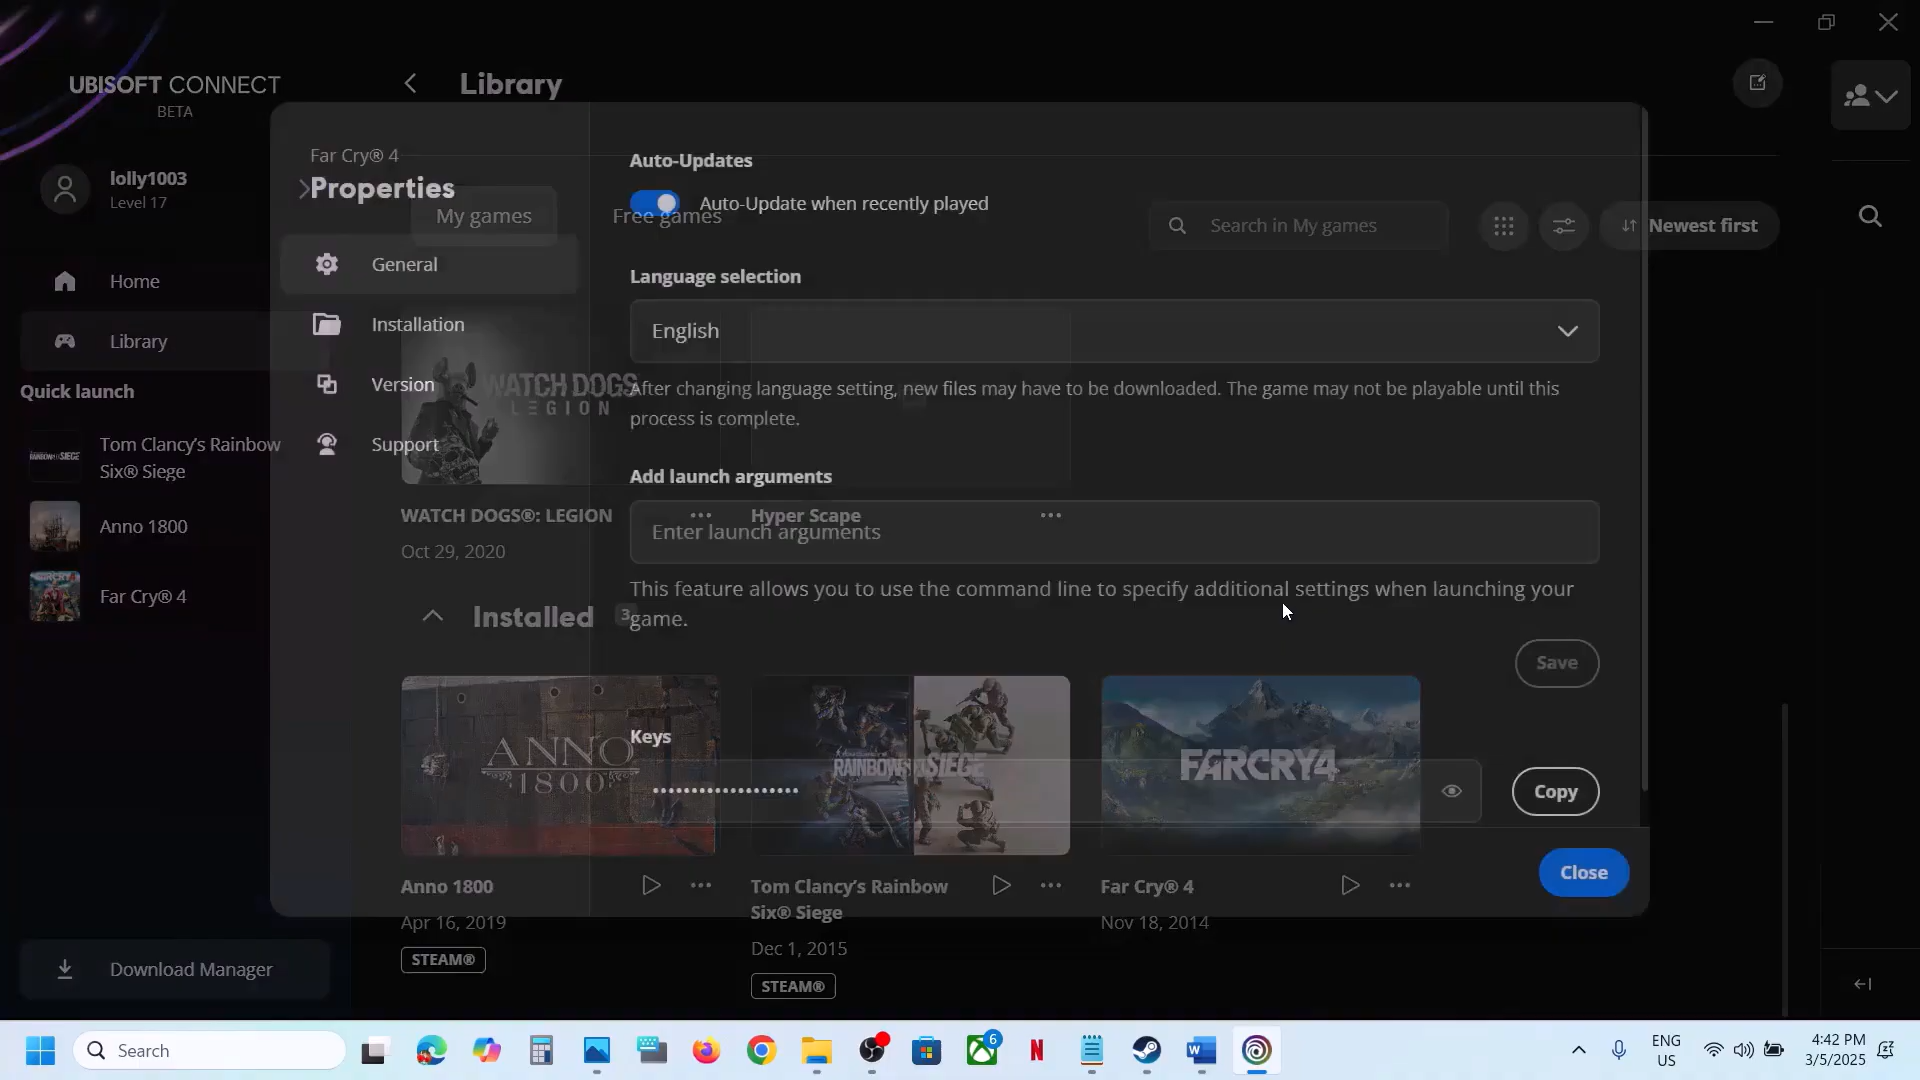 UBISOFT CONNECT
BETA
Library
lolly1003
Level 17
Home
Library
Quick launch
Tom Clancy's Rainbow
Six® Siege
Anno 1800
Far Cry® 4
Download Manager
Far Cry® 4
Properties
General
Installation
Version
Support
Auto-Updates
Auto-Update when recently played
My games
Free games
Search in My games
Newest first
Language selection
English
After changing language setting, new files may have to be downloaded. The game may not be playable until this
process is complete.
Add launch arguments
Enter launch arguments
This feature allows you to use the command line to specify additional settings when launching your
game.
Save
Keys
•••••••••••••••••••
Copy
Close
WATCH DOGS
LEGION
WATCH DOGS®: LEGION
Oct 29, 2020
Hyper Scape
Installed 3
ANNO
1800
RAINBOW SIX SIEGE
FARCRY4
Anno 1800
Apr 16, 2019
STEAM®
Tom Clancy's Rainbow
Six® Siege
Dec 1, 2015
STEAM®
Far Cry® 4
Nov 18, 2014
Search
6
ENG
US
4:42 PM
3/5/2025